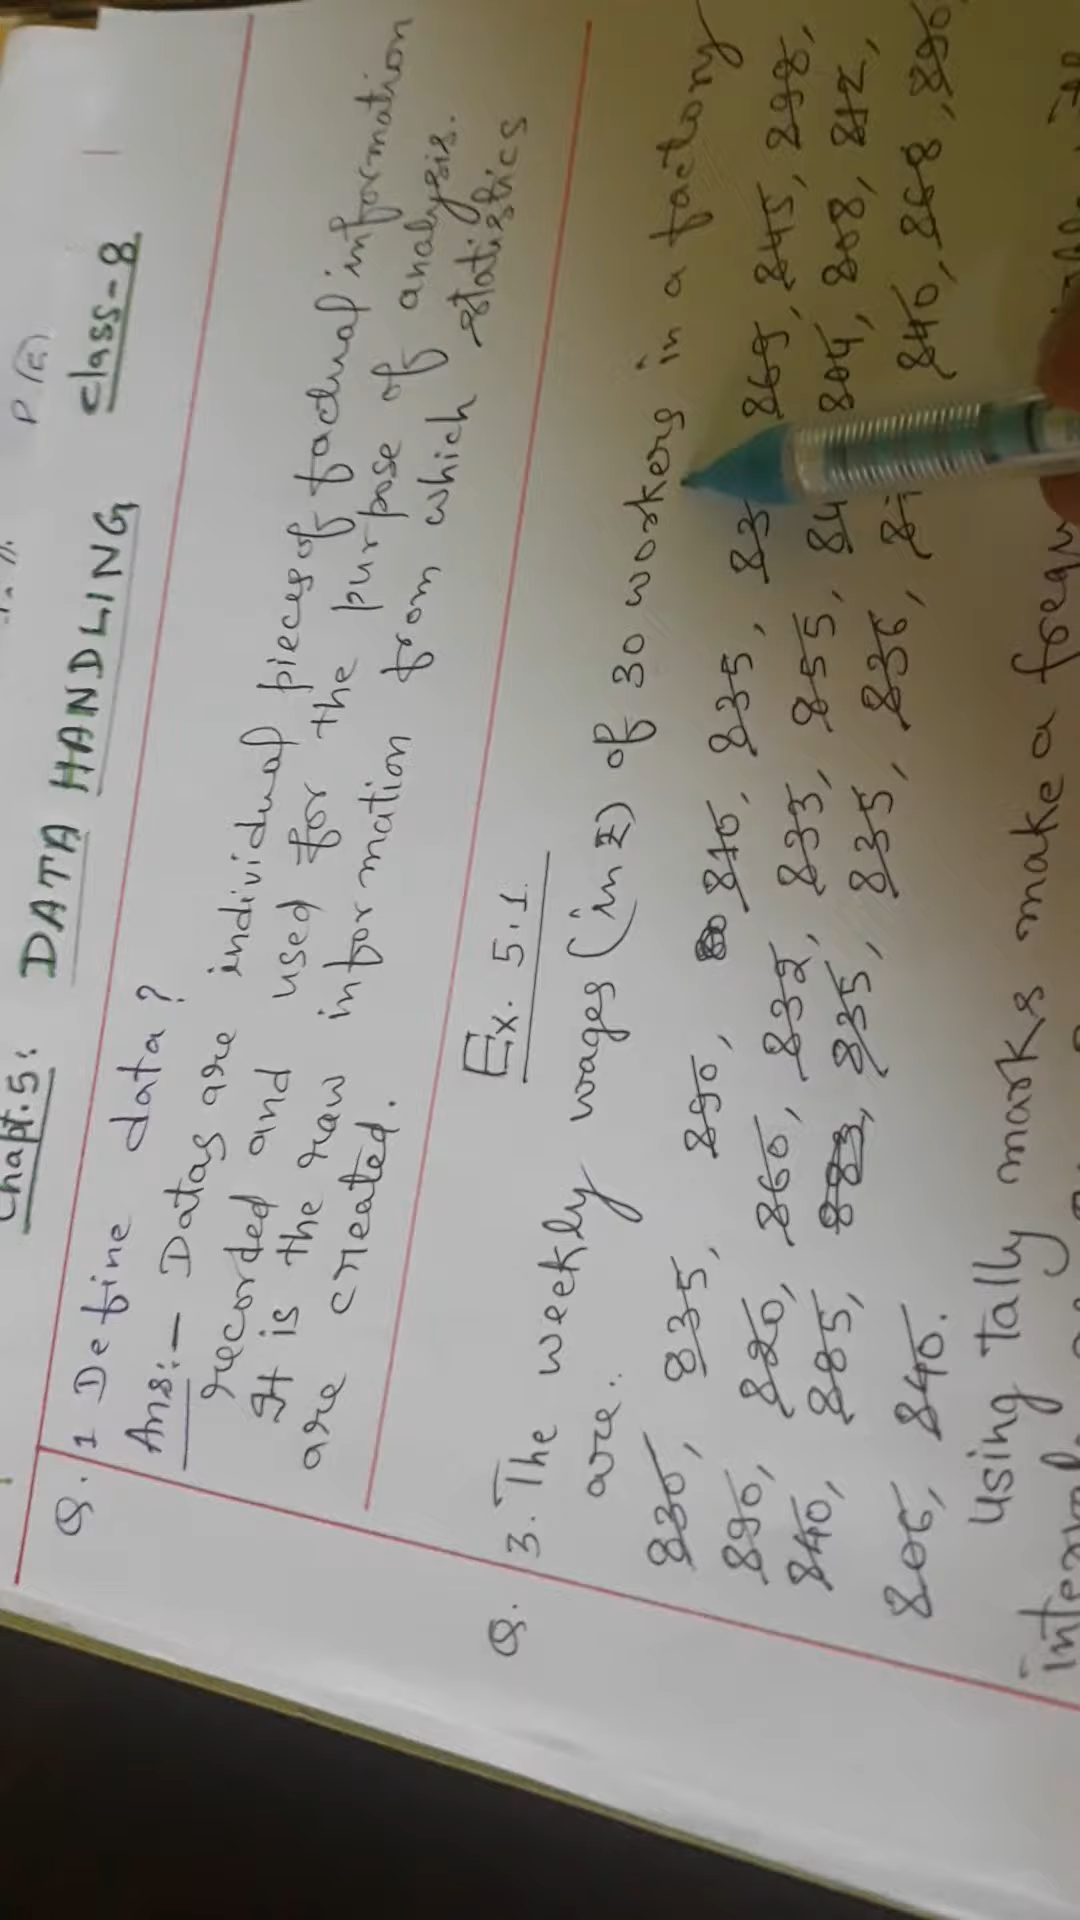 Chapt. 5: DATA HANDLING class-8
Q. 1 Define data?
Ans:- Datas are individual pieces of factual information
recorded and used for the purpose of analysis.
It is the raw information from which statistics
are created.
Ex. 5.1
Q. 3. The weekly wages (in ₹) of 30 workers in a factory
are.
830, 835, 890, 810, 835, 869, 845, 898,
890, 820, 860, 832, 833, 855, 804, 808, 812,
840, 885, 835, 835, 836, 840, 868, 890,
806, 840.
Using tally marks make a